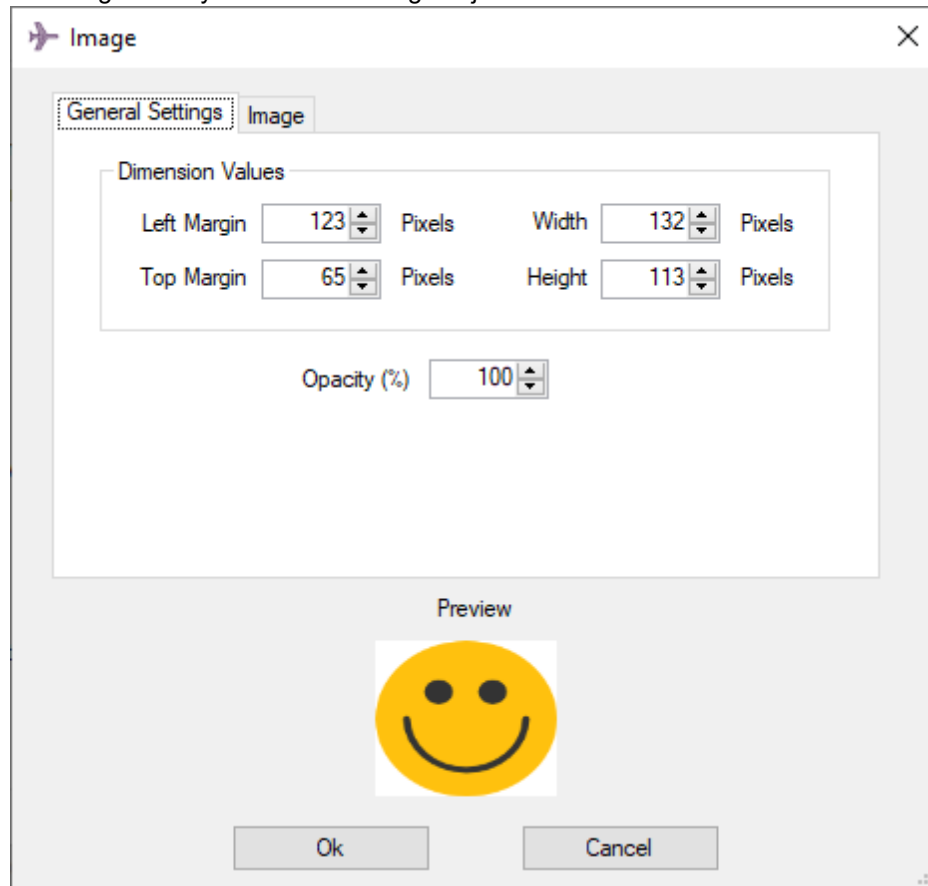 Image
General Settings Image
Dimension Values
Left Margin 123 Pixels Width 132 Pixels
Top Margin 65 Pixels Height 113 Pixels
Opacity (%) 100
Preview
Ok Cancel